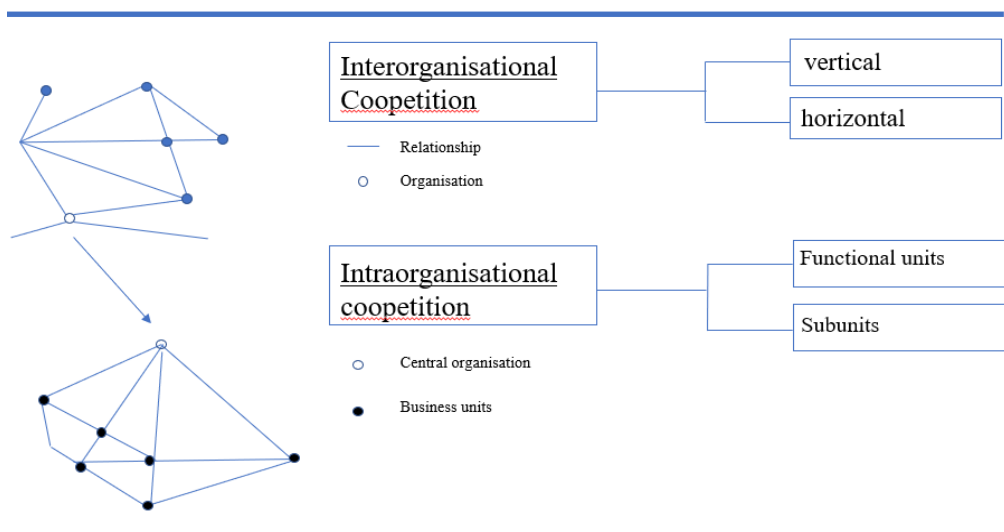 Interorganisational
Coopetition
vertical
horizontal
Relationship
Organisation
Intraorganisational
coopetition
Functional units
Subunits
Central organisation
Business units